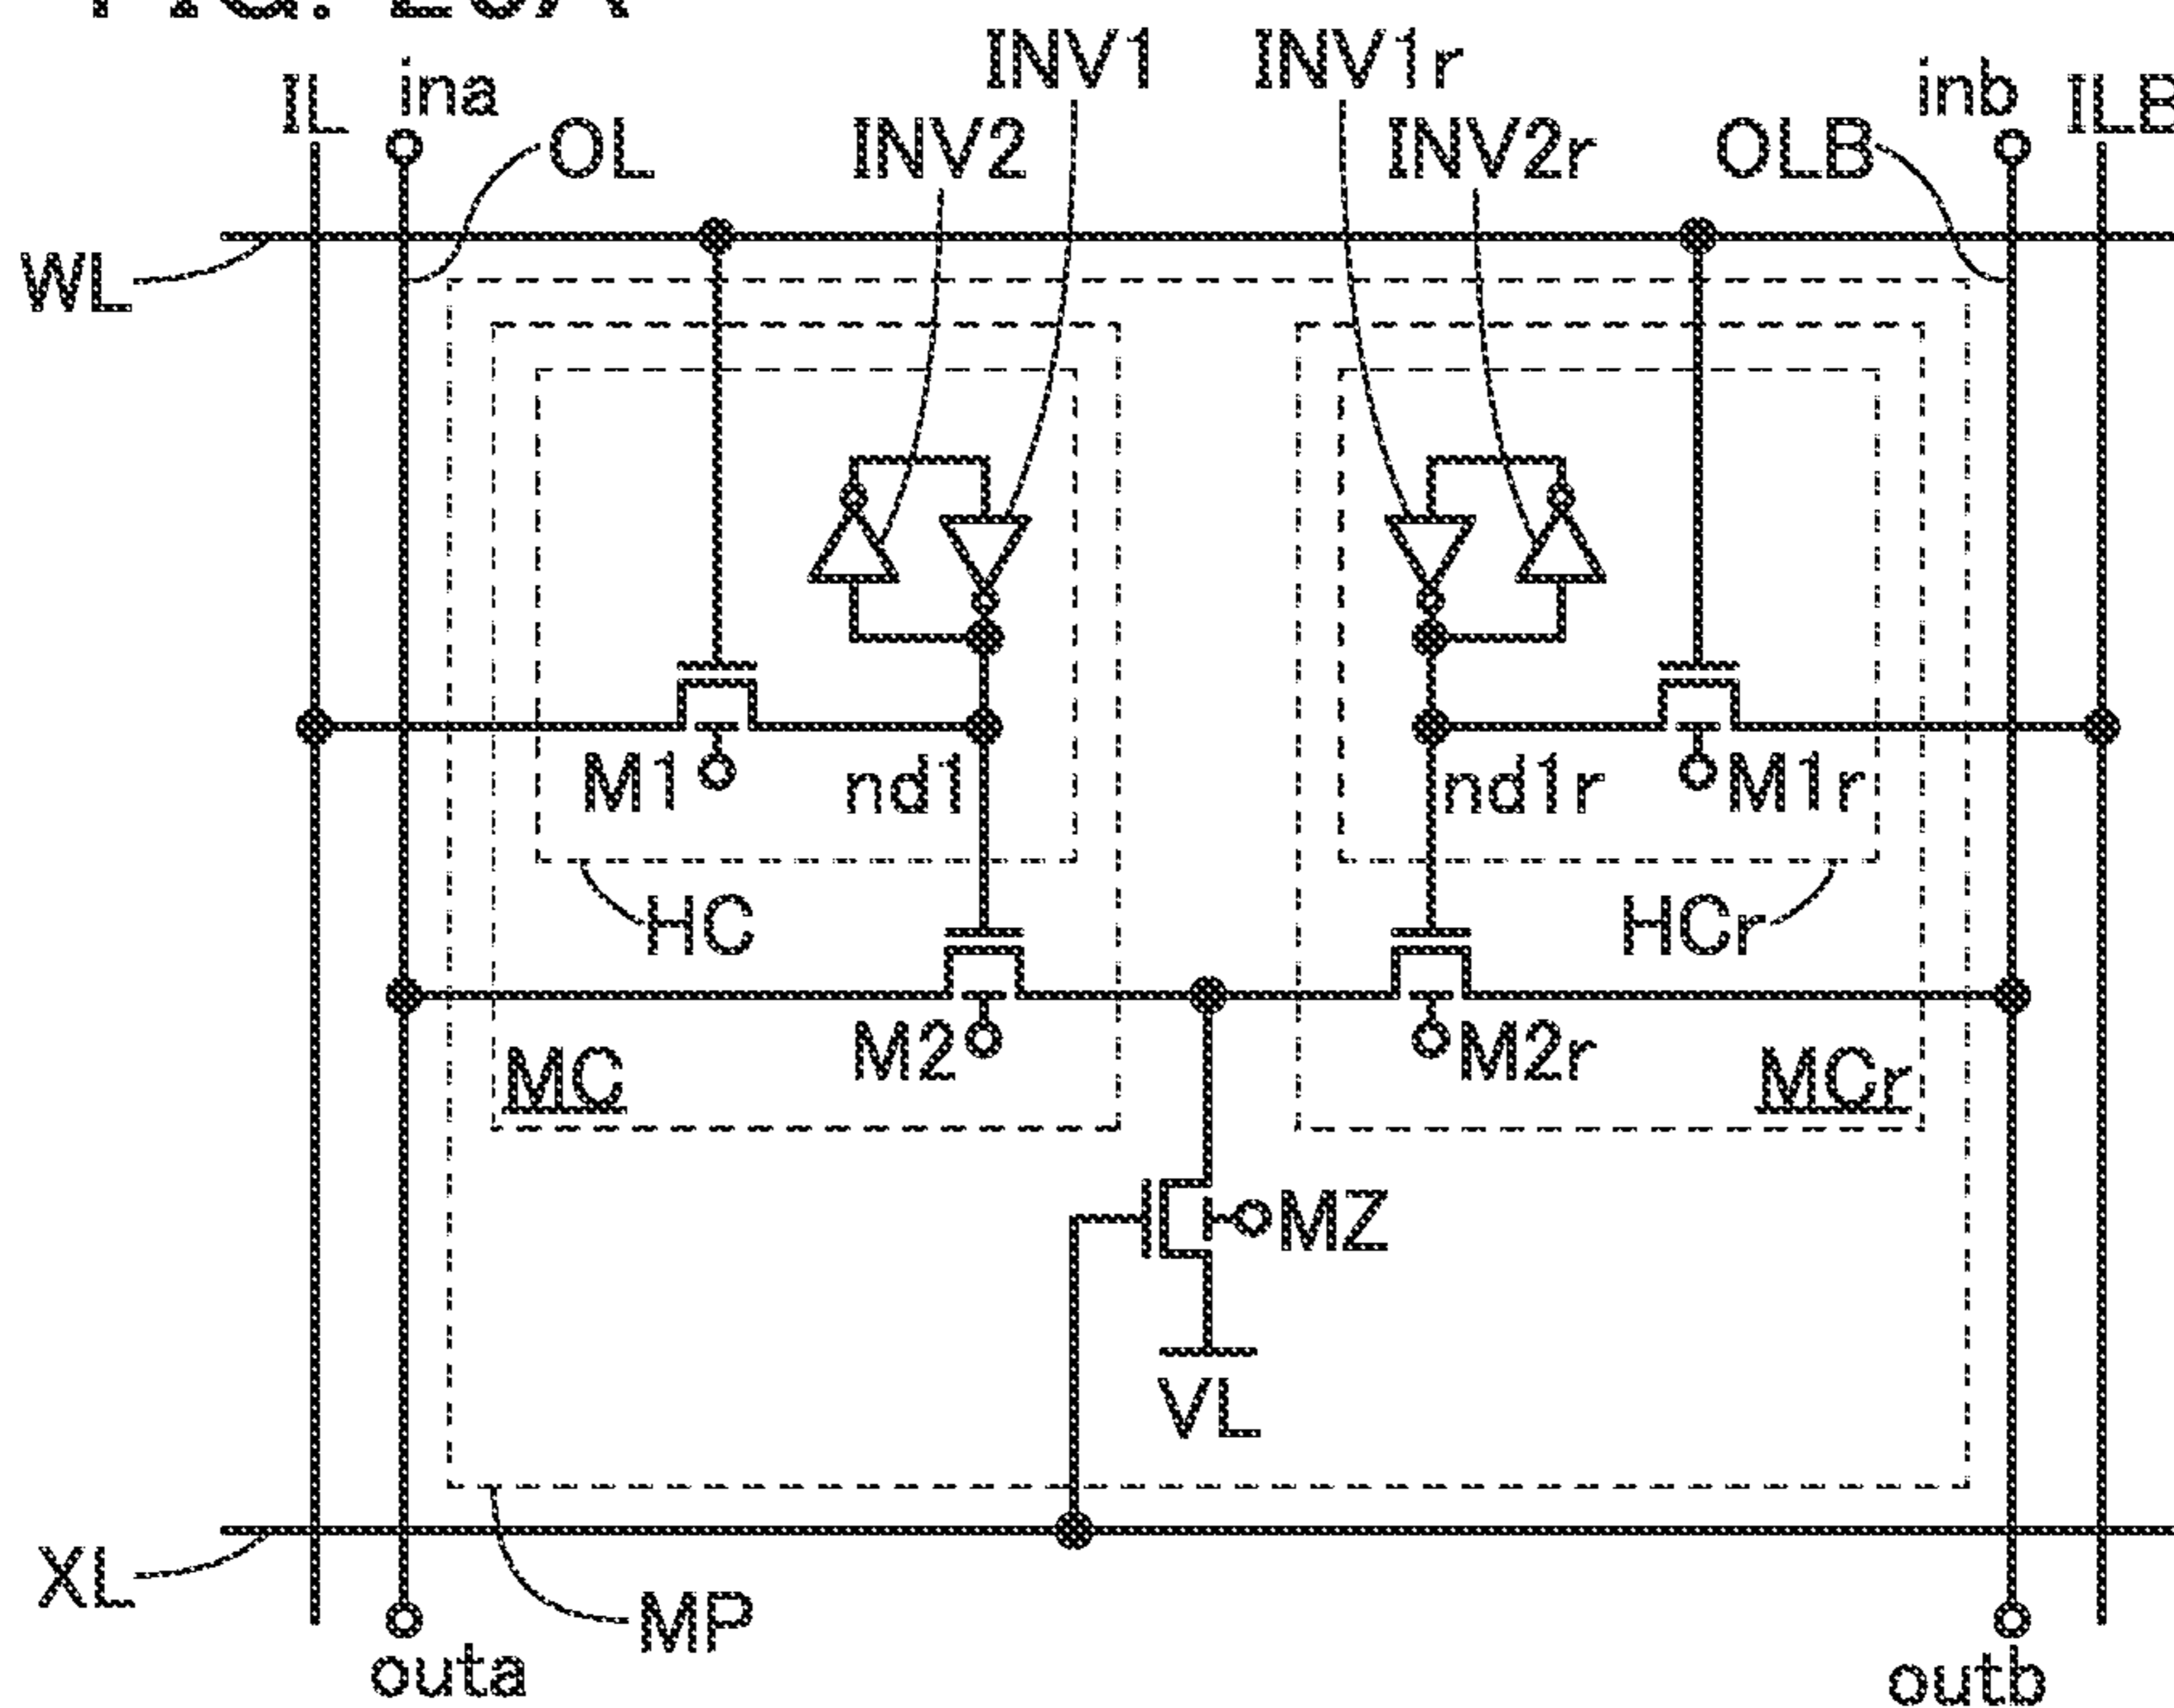 INV1 INV1r
IL ina OL INV2 INV2r OLB inb ILB
WL
M1 nd1 nd1r M1r
HC HCr
MC M2 M2r MCr
MZ
VL
XL
MP
outa outb